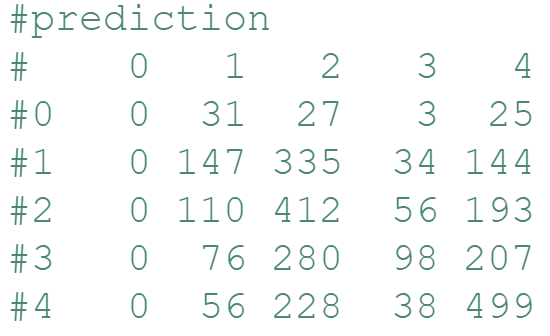 #prediction
#     0   1   2   3   4
#0    0  31  27   3  25
#1    0 147 335  34 144
#2    0 110 412  56 193
#3    0  76 280  98 207
#4    0  56 228  38 499